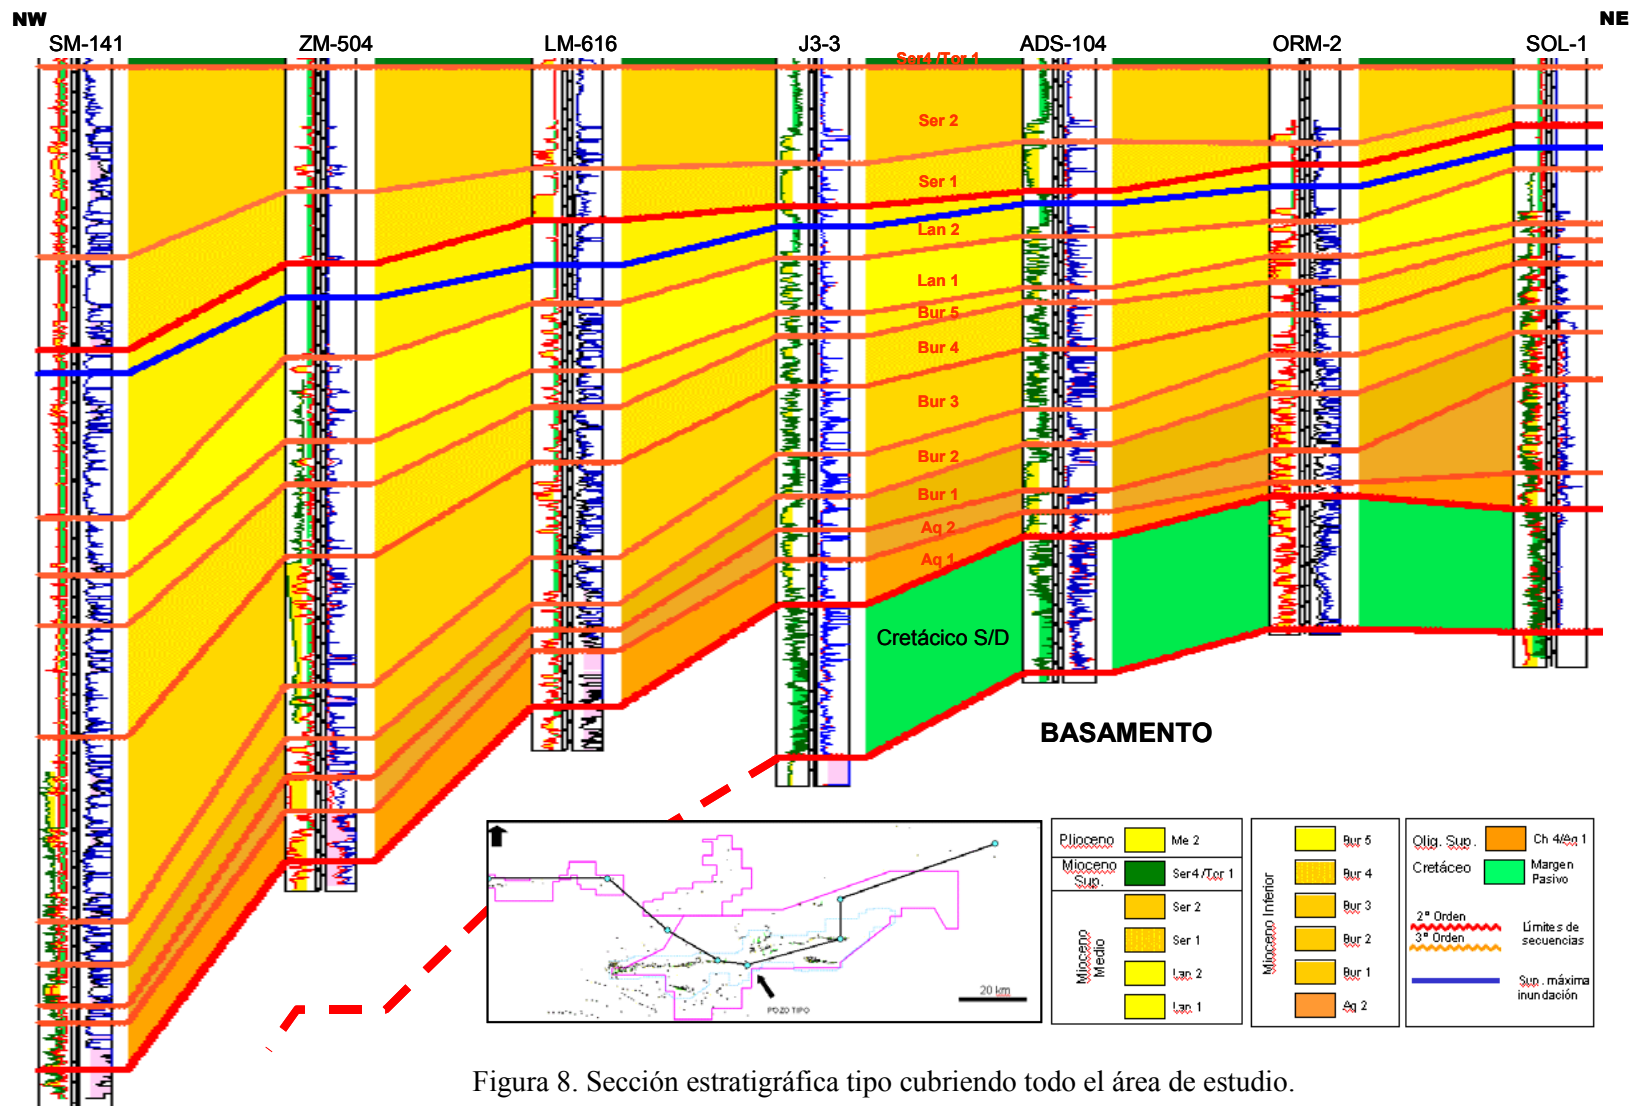 NW
NE
SM-141
ZM-504
LM-616
J3-3
ADS-104
ORM-2
SOL-1
Ser4 /Tor 1
Ser 2
Ser 1
Lan 2
Lan 1
Bur 5
Bur 4
Bur 3
Bur 2
Bur 1
Aq 2
Aq 1
Cretácico S/D
BASAMENTO
POZO TIPO
20 km
Plioceno
Me 2
Mioceno
Sup.
Ser4 /Tor 1
Mioceno
Medio
Ser 2
Ser 1
Lan 2
Lan 1
Mioceno Inferior
Bur 5
Bur 4
Bur 3
Bur 2
Bur 1
Aq 2
Olig. Sup.
Ch 4/Aq 1
Cretáceo
Margen
Pasivo
2° Orden
3° Orden
Límites de
secuencias
Sup. máxima
inundación
Figura 8. Sección estratigráfica tipo cubriendo todo el área de estudio.